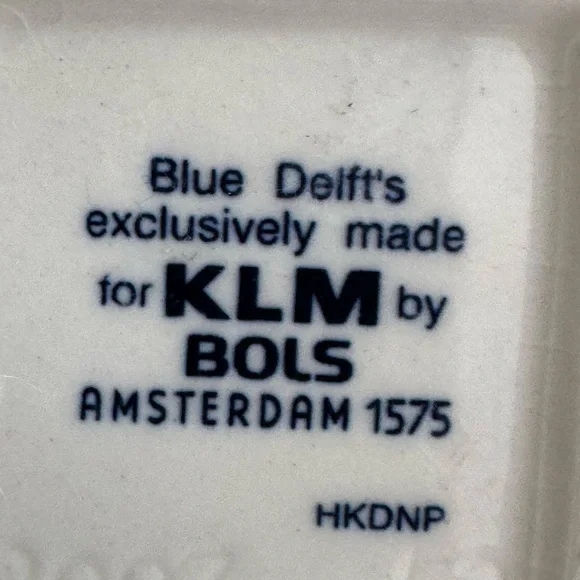 Blue Delft's
exclusively made
for KLM by
BOLS
AMSTERDAM 1575
HKDNP